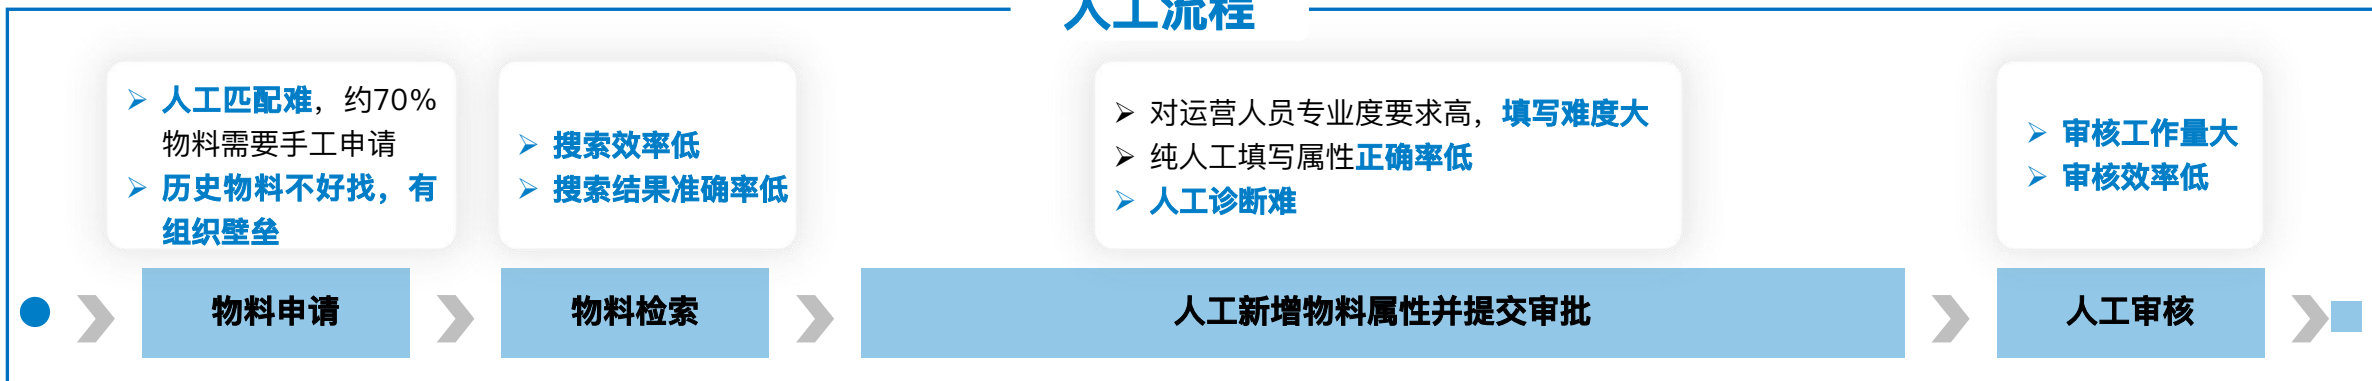 人工流程
人工匹配难，约70%
物料需要手工申请
历史物料不好找，有
组织壁垒
搜索效率低
搜索结果准确率低
对运营人员专业度要求高，填写难度大
纯人工填写属性正确率低
人工诊断难
审核工作量大
审核效率低
物料申请
物料检索
人工新增物料属性并提交审批
人工审核